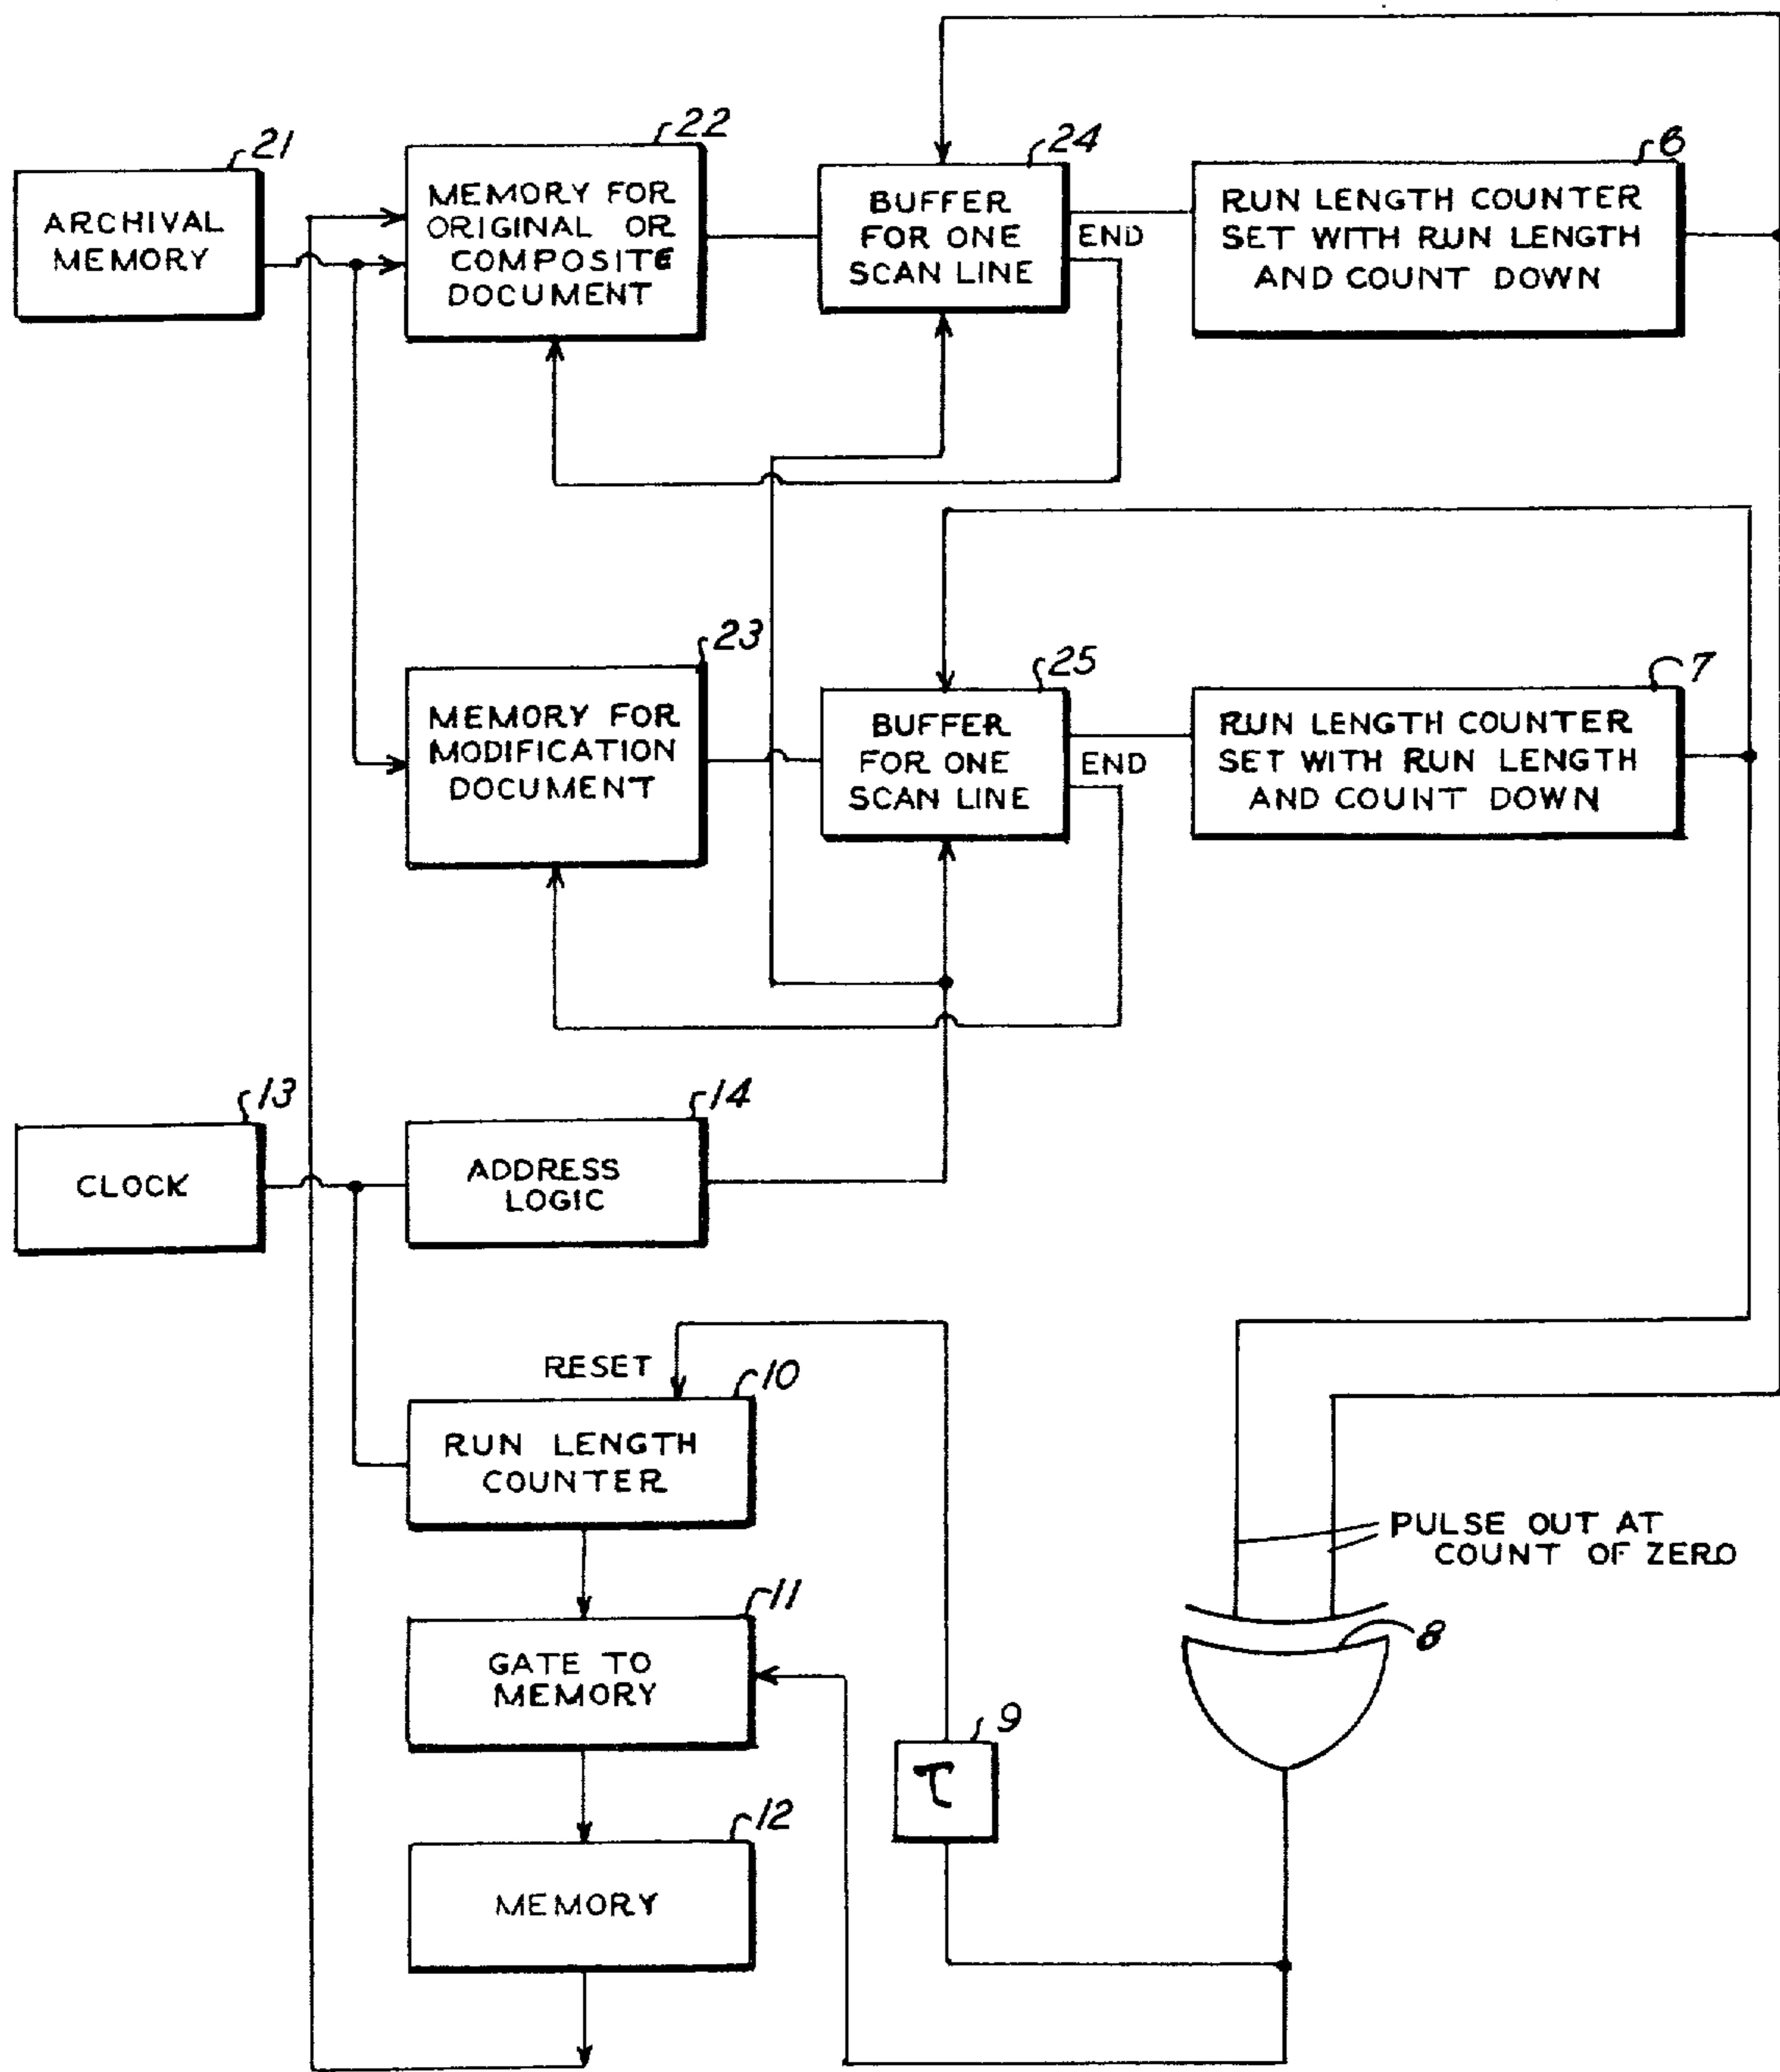 21
ARCHIVAL
MEMORY
22
MEMORY FOR
ORIGINAL OR
COMPOSITE
DOCUMENT
24
BUFFER
FOR ONE
SCAN LINE
END
6
RUN LENGTH COUNTER
SET WITH RUN LENGTH
AND COUNT DOWN
23
MEMORY FOR
MODIFICATION
DOCUMENT
25
BUFFER
FOR ONE
SCAN LINE
END
7
RUN LENGTH COUNTER
SET WITH RUN LENGTH
AND COUNT DOWN
13
CLOCK
14
ADDRESS
LOGIC
RESET
10
RUN LENGTH
COUNTER
PULSE OUT AT
COUNT OF ZERO
8
11
GATE TO
MEMORY
9
τ
12
MEMORY